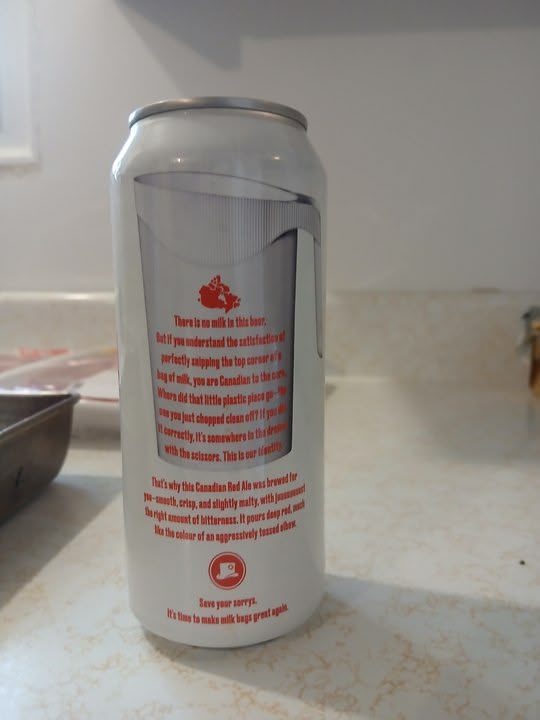 There is no milk in this beer.
But if you understand the satisfaction of
perfectly snipping the top corner of a
bag of milk, you are Canadian to the core.
Where did that little plastic piece go–the
one you just chopped clean off? If you do
it correctly, it's somewhere in the drawer
with the scissors. This is our identity.
That's why this Canadian Red Ale was brewed for
you–smooth, crisp, and slightly malty, with
the right amount of bitterness. It pours deep red, much
like the colour of an aggressively tossed elbow.
Save your sorrys.
It's time to make milk bags great again.